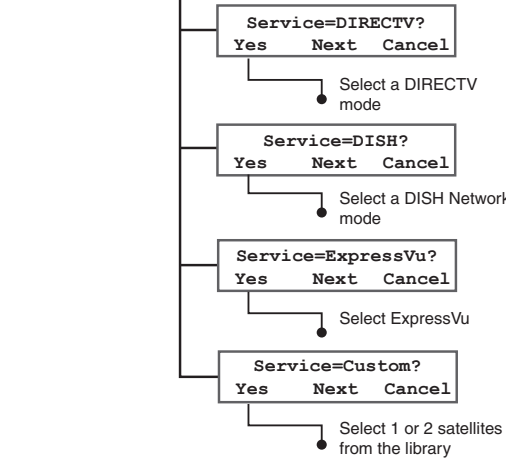 Service=DIRECTV?
Yes Next Cancel
Select a DIRECTV
mode
Service=DISH?
Yes Next Cancel
Select a DISH Network
mode
Service=ExpressVu?
Yes Next Cancel
Select ExpressVu
Service=Custom?
Yes Next Cancel
Select 1 or 2 satellites
from the library